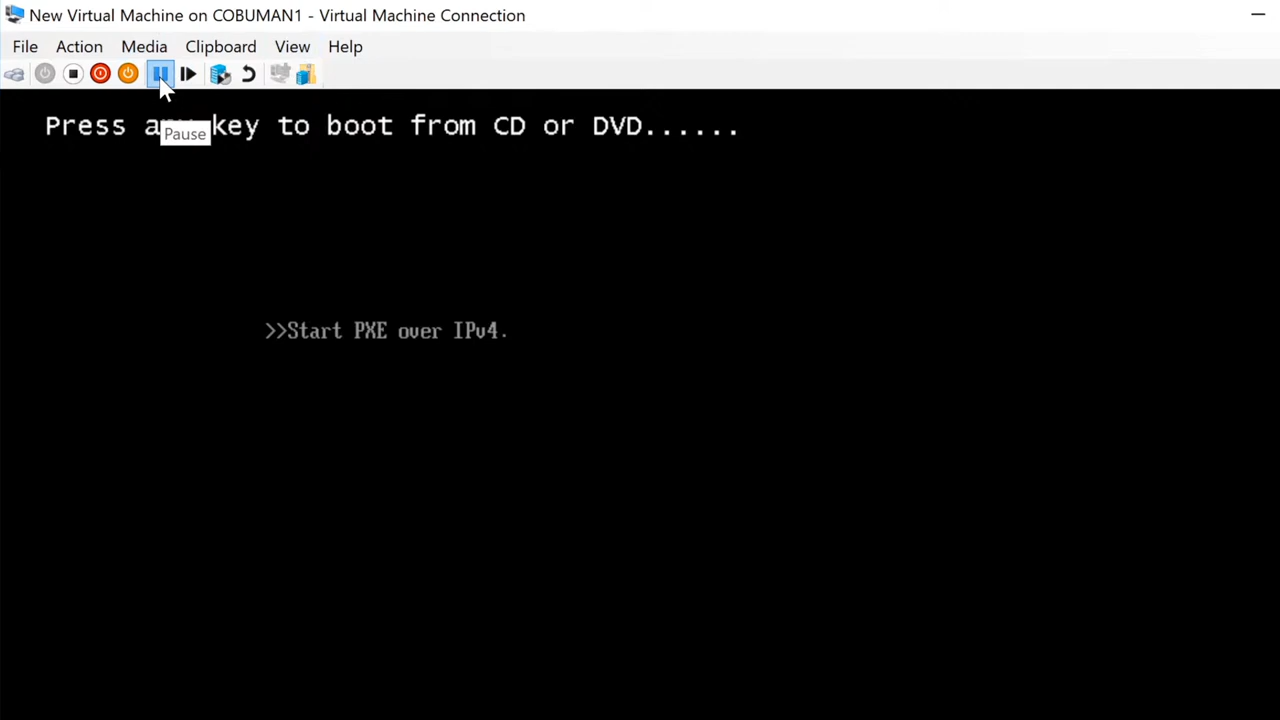 New Virtual Machine on COBUMAN1 - Virtual Machine Connection
File Action Media Clipboard View Help
Press a key to boot from CD or DVD......
Pause
>>Start PXE over IPv4.